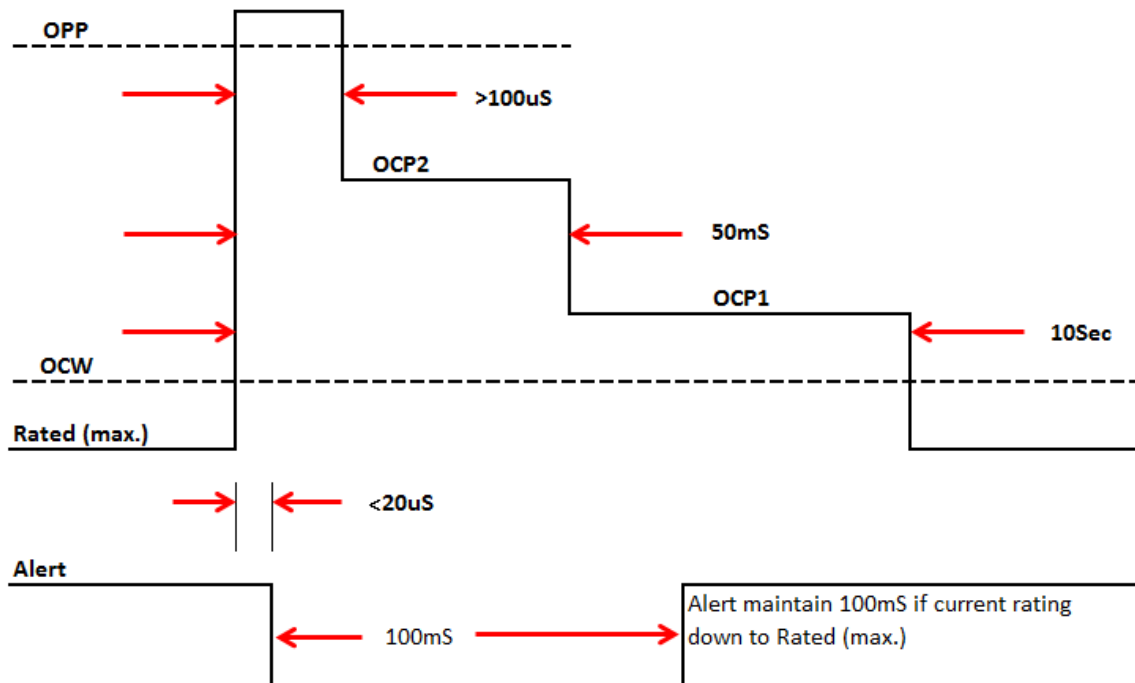 OPP
>100uS
OCP2
50mS
OCP1
10Sec
OCW
Rated (max.)
<20uS
Alert
100mS
Alert maintain 100mS if current rating
down to Rated (max.)